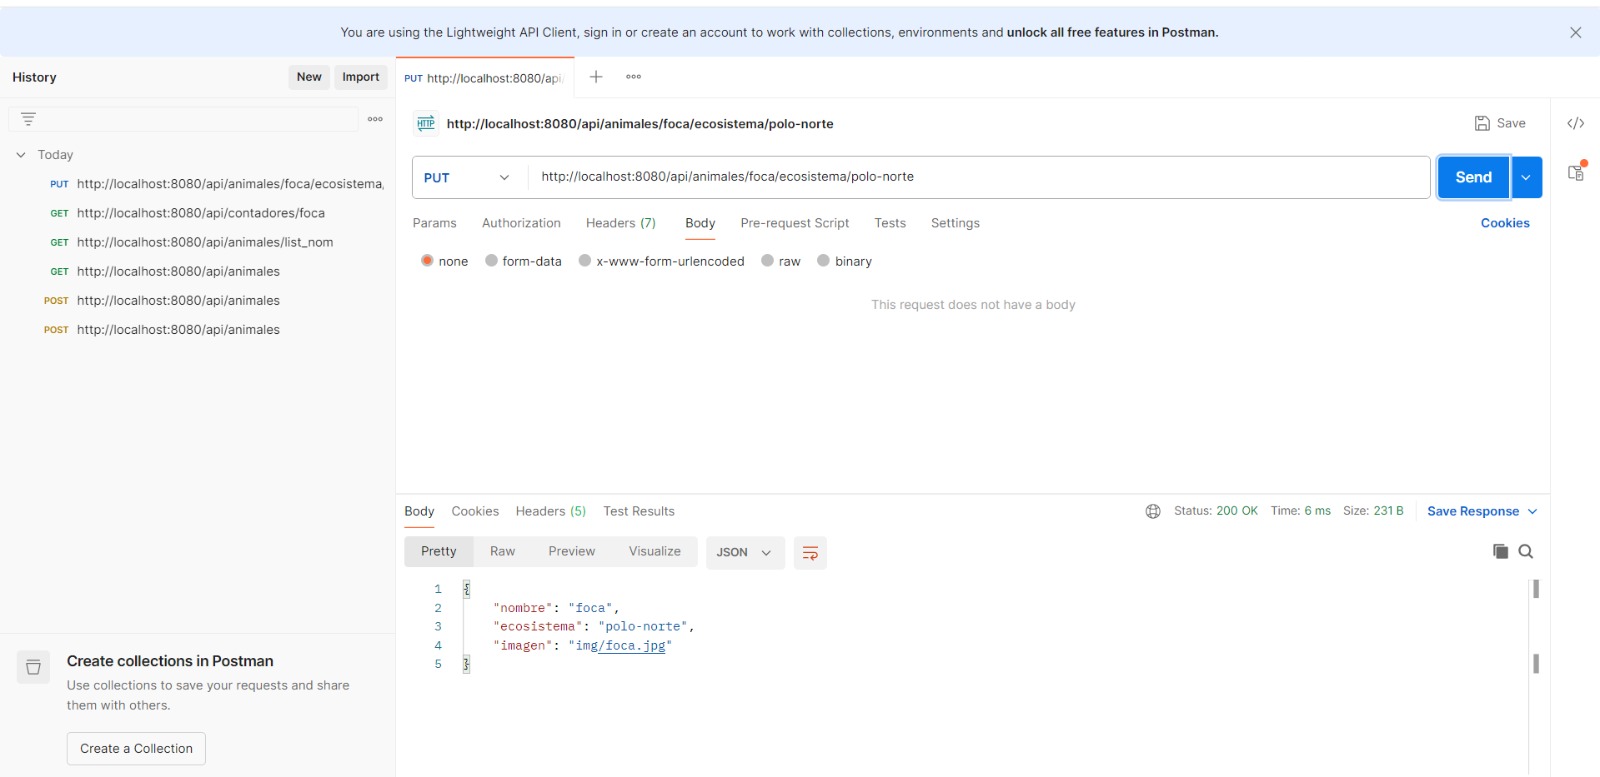 You are using the Lightweight API Client, sign in or create an account to work with collections, environments and unlock all free features in Postman.
History
New
Import
PUT http://localhost:8080/api
HTTP http://localhost:8080/api/animales/foca/ecosistema/polo-norte
Save
Today
PUT http://localhost:8080/api/animales/foca/ecosistema,
GET http://localhost:8080/api/contadores/foca
GET http://localhost:8080/api/animales/list_nom
GET http://localhost:8080/api/animales
POST http://localhost:8080/api/animales
POST http://localhost:8080/api/animales
PUT http://localhost:8080/api/animales/foca/ecosistema/polo-norte
Send
Params Authorization Headers (7) Body Pre-request Script Tests Settings Cookies
none form-data x-www-form-urlencoded raw binary
This request does not have a body
Body Cookies Headers (5) Test Results Status: 200 OK Time: 6 ms Size: 231 B Save Response
Pretty Raw Preview Visualize JSON
1 {
2 "nombre": "foca",
3 "ecosistema": "polo-norte",
4 "imagen": "img/foca.jpg"
5 }
Create collections in Postman
Use collections to save your requests and share
them with others.
Create a Collection